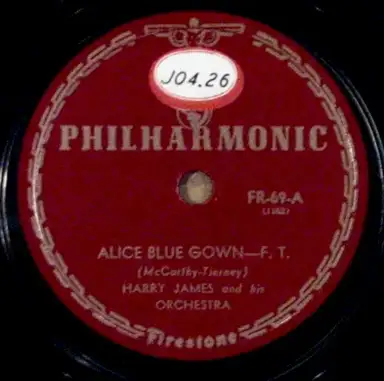 J04.26
PHILHARMONIC
FR-69-A
ALICE BLUE GOWN—F. T.
(McCarthy-Tierney)
HARRY JAMES and his
ORCHESTRA
Firestone